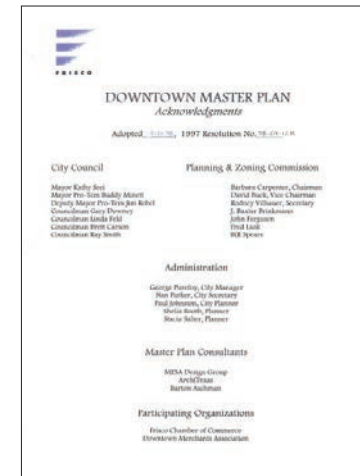 FRISCO
DOWNTOWN MASTER PLAN
Acknowledgments
Adopted 1997 Resolution No.
City Council
Mayor Kathy Seei
Mayor Pro-Tem Buddy Minett
Deputy Mayor Pro-Tem Jon Kebel
Councilman Gary Downey
Councilman Linda Feld
Councilman Brett Carson
Councilman Ray Smith
Planning & Zoning Commission
Barbara Carpenter, Chairman
David Buck, Vice Chairman
Rodney Villhauer, Secretary
J. Baxter Brinkmann
John Ferguson
Fred Lusk
Bill Spears
Administration
George Purefoy, City Manager
Nan Parker, City Secretary
Paul Johnston, City Planner
Shelia Booth, Planner
Stacie Salter, Planner
Master Plan Consultants
MESA Design Group
ArchiTexas
Barton Aschman
Participating Organizations
Frisco Chamber of Commerce
Downtown Merchants Association